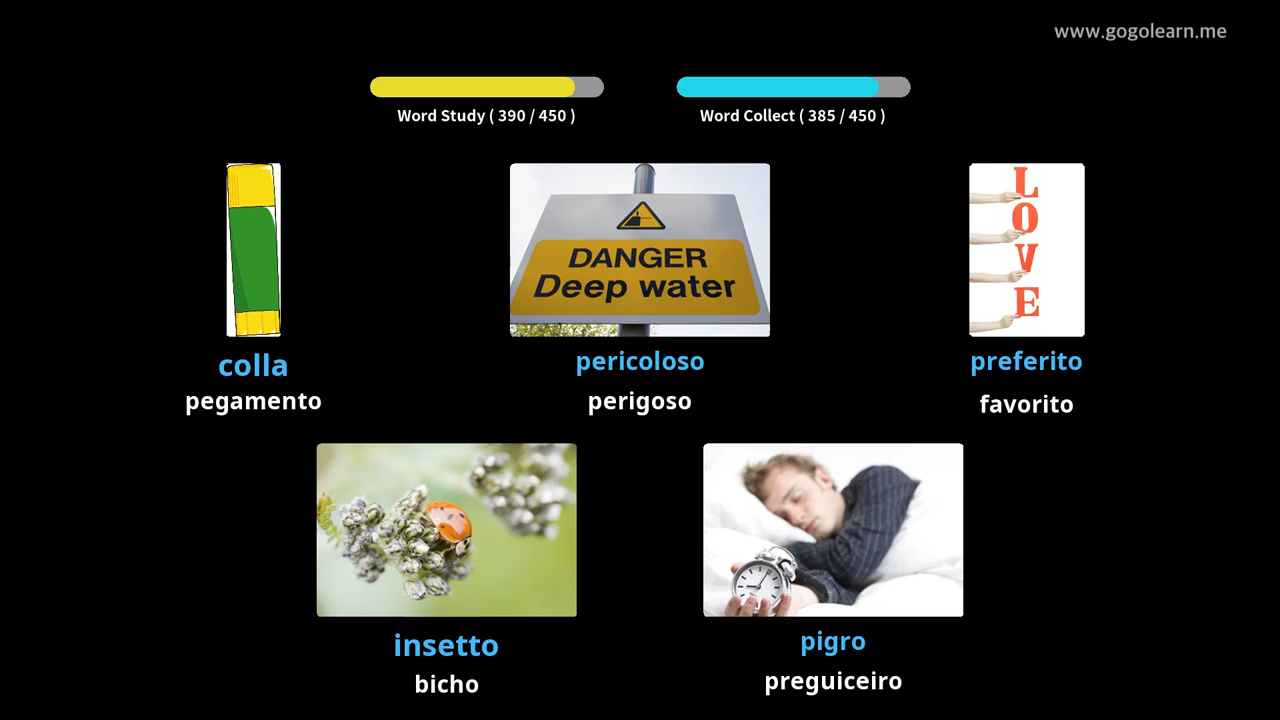 www.gogolearn.me
Word Study ( 390 / 450 )
Word Collect ( 385 / 450 )
DANGER
Deep water
L
O
V
E
colla
pegamento
pericoloso
perigoso
preferito
favorito
insetto
bicho
pigro
preguiceiro